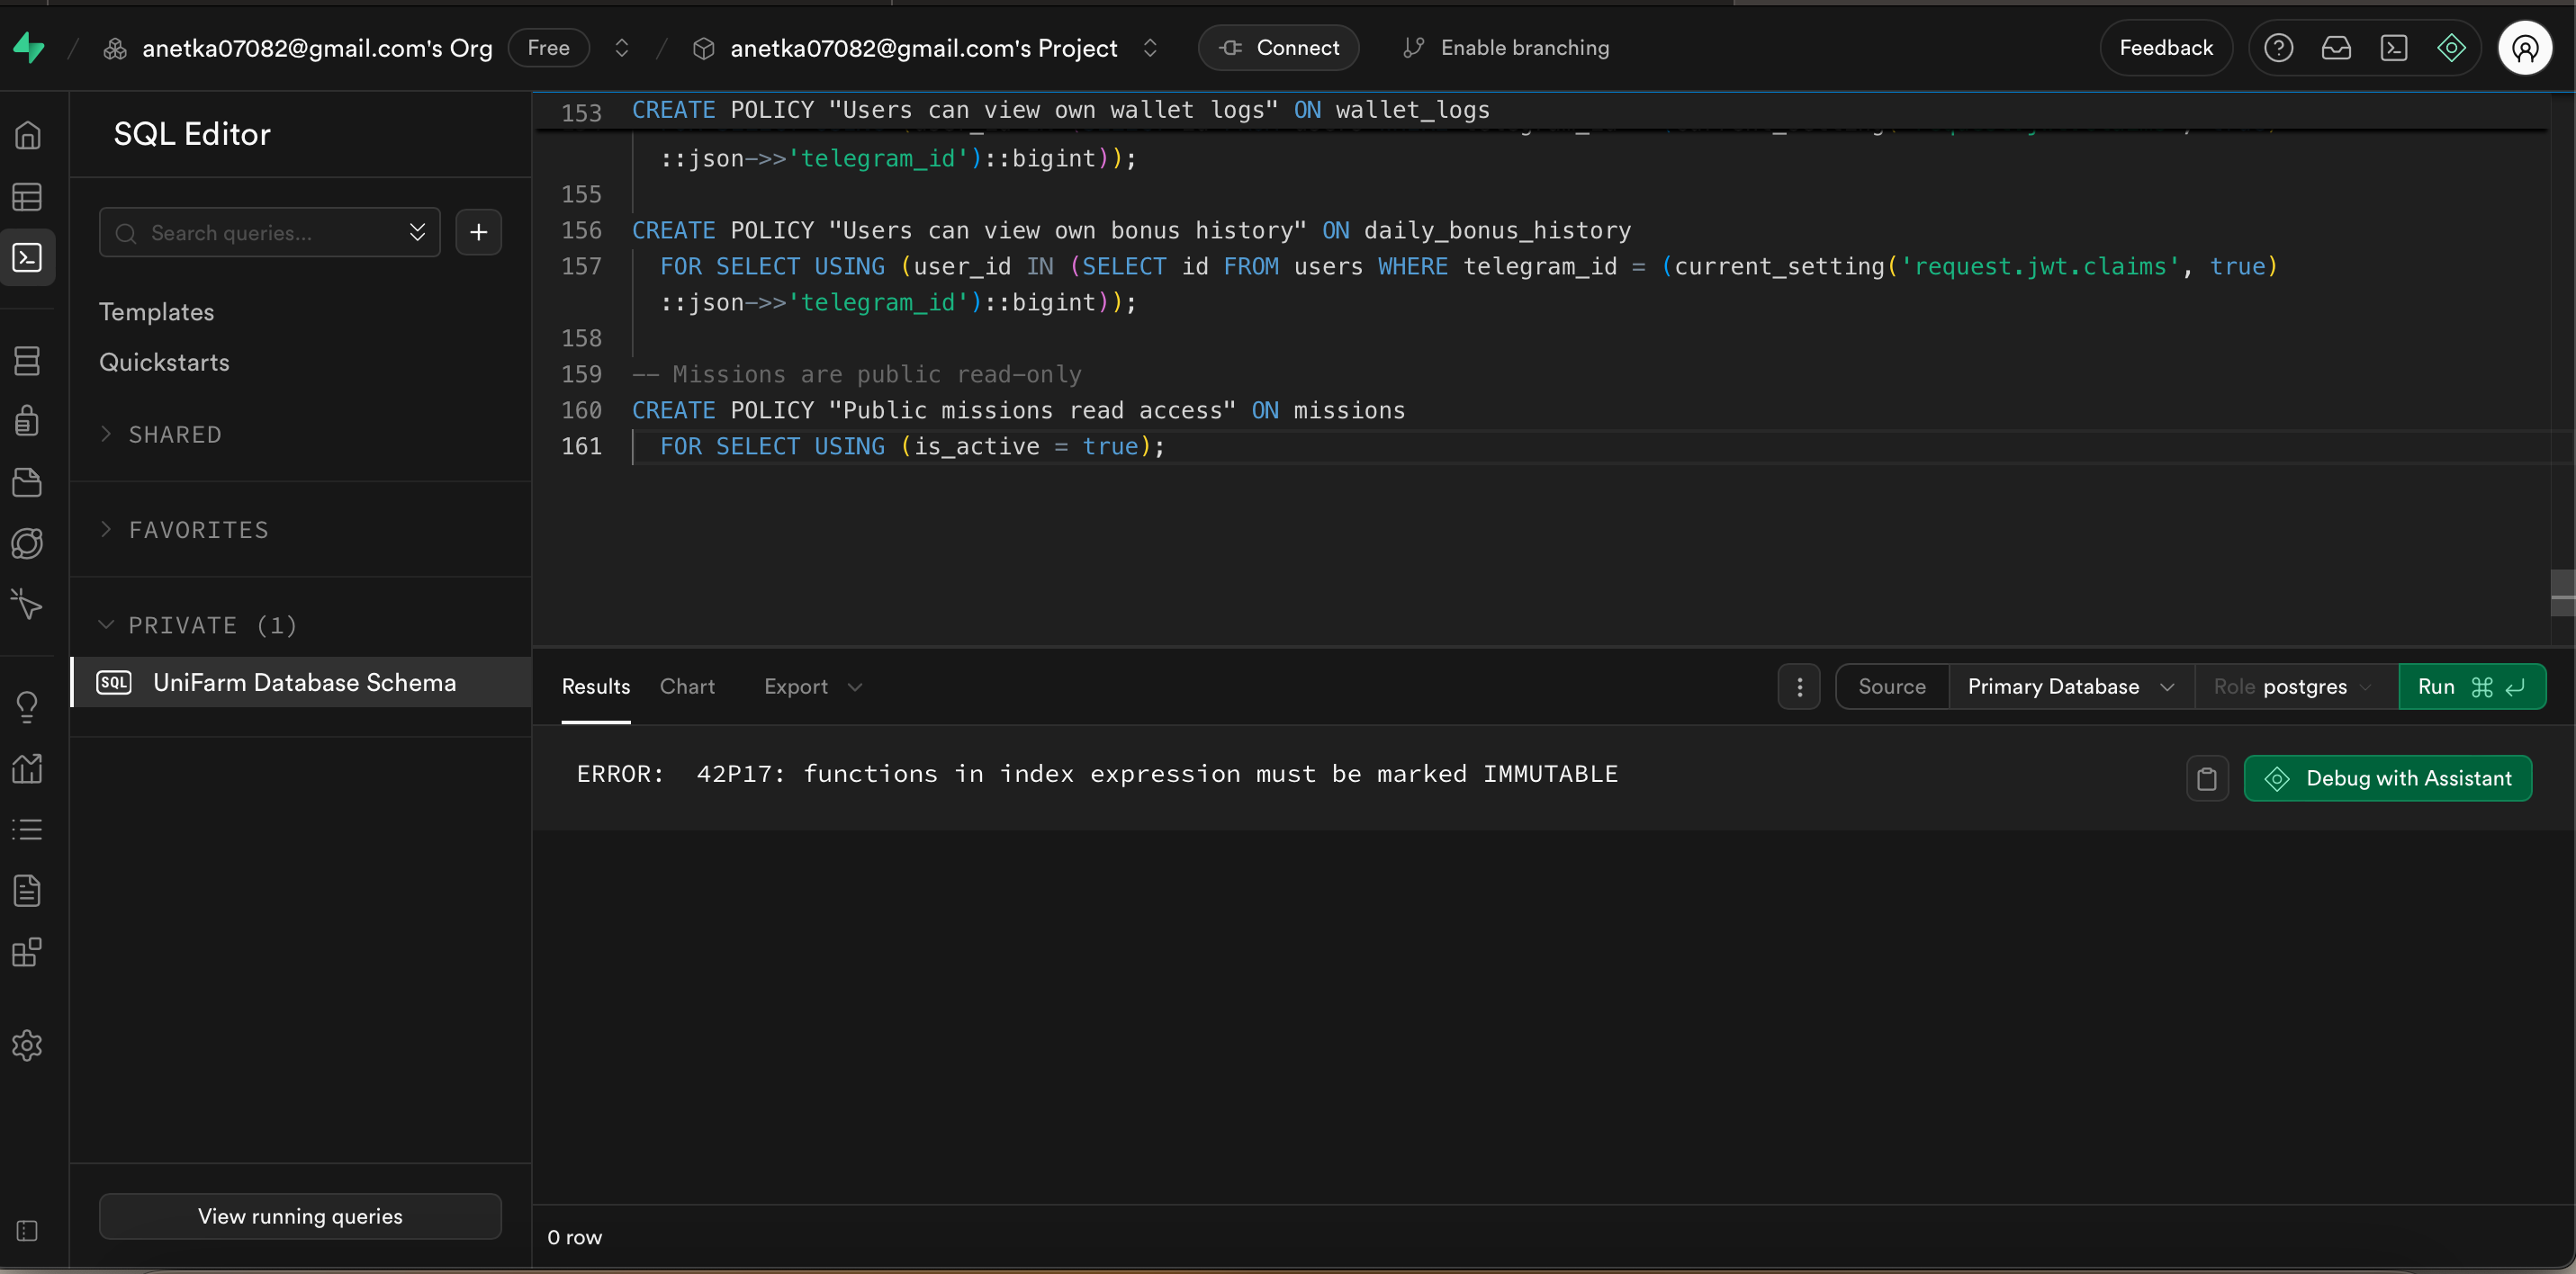 anetka07082@gmail.com's Org Free anetka07082@gmail.com's Project Connect Enable branching Feedback
SQL Editor
Search queries...
Templates
Quickstarts
SHARED
FAVORITES
PRIVATE (1)
SQL UniFarm Database Schema
View running queries
153 CREATE POLICY "Users can view own wallet logs" ON wallet_logs
::json->>'telegram_id')::bigint));
155
156 CREATE POLICY "Users can view own bonus history" ON daily_bonus_history
157 FOR SELECT USING (user_id IN (SELECT id FROM users WHERE telegram_id = (current_setting('request.jwt.claims', true)
::json->>'telegram_id')::bigint));
158
159 -- Missions are public read-only
160 CREATE POLICY "Public missions read access" ON missions
161 FOR SELECT USING (is_active = true);
Results Chart Export Source Primary Database Role postgres Run ⌘ ↵
ERROR: 42P17: functions in index expression must be marked IMMUTABLE
Debug with Assistant
0 row